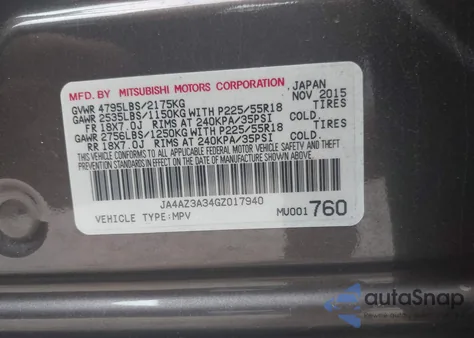 MFD. BY MITSUBISHI MOTORS CORPORATION JAPAN
GVWR 4795LBS/2175KG NOV 2015
GAWR 2535LBS/1150KG WITH P225/55R18 TIRES
FR 18X7.0J RIMS AT 240KPA/35PSI COLD.
GAWR 2756LBS/1250KG WITH P225/55R18 TIRES
RR 18X7.0J RIMS AT 240KPA/35PSI COLD.
THIS VEHICLE CONFORMS TO ALL APPLICABLE FEDERAL
MOTOR VEHICLE SAFETY AND THEFT PREVENTION
STANDARDS IN EFFECT ON THE DATE OF MANUFACTURE
SHOWN ABOVE.
JA4AZ3A34GZ017940
VEHICLE TYPE:MPV MU001760
autoSnap